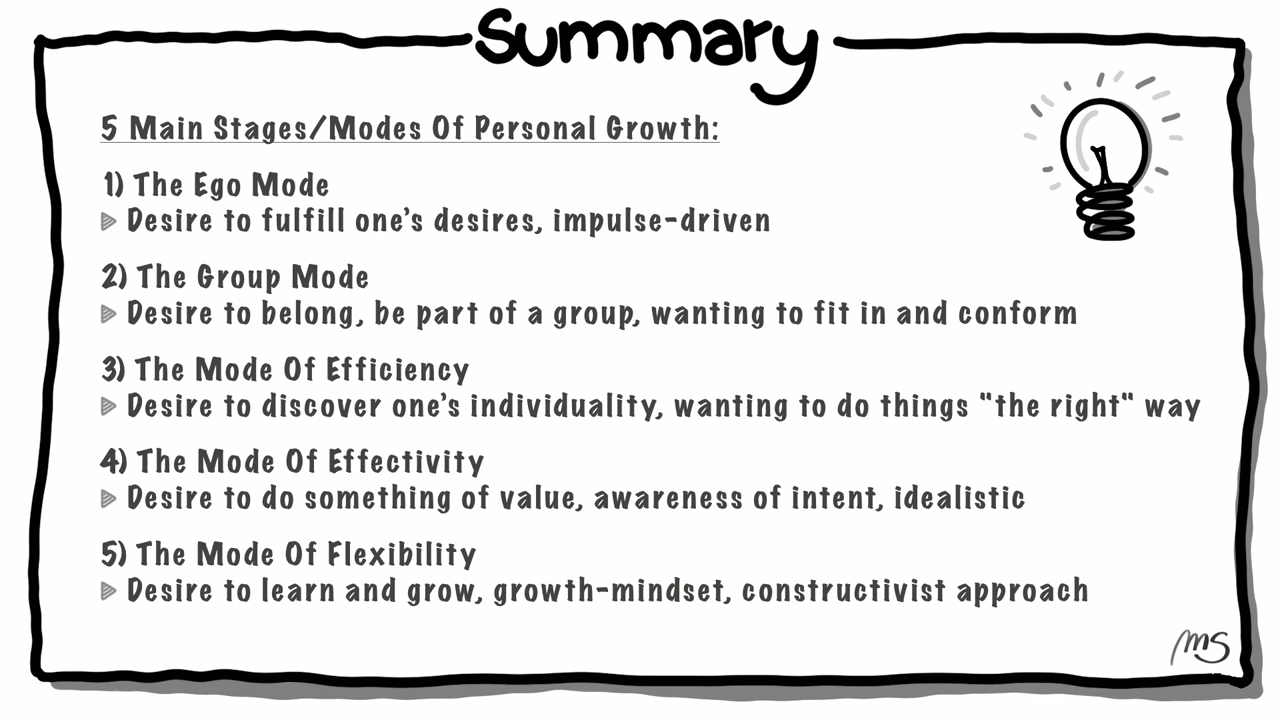 Summary
5 Main Stages/Modes Of Personal Growth:
1) The Ego Mode
Desire to fulfill one's desires, impulse-driven
2) The Group Mode
Desire to belong, be part of a group, wanting to fit in and conform
3) The Mode Of Efficiency
Desire to discover one's individuality, wanting to do things "the right" way
4) The Mode Of Effectivity
Desire to do something of value, awareness of intent, idealistic
5) The Mode Of Flexibility
Desire to learn and grow, growth-mindset, constructivist approach
MS